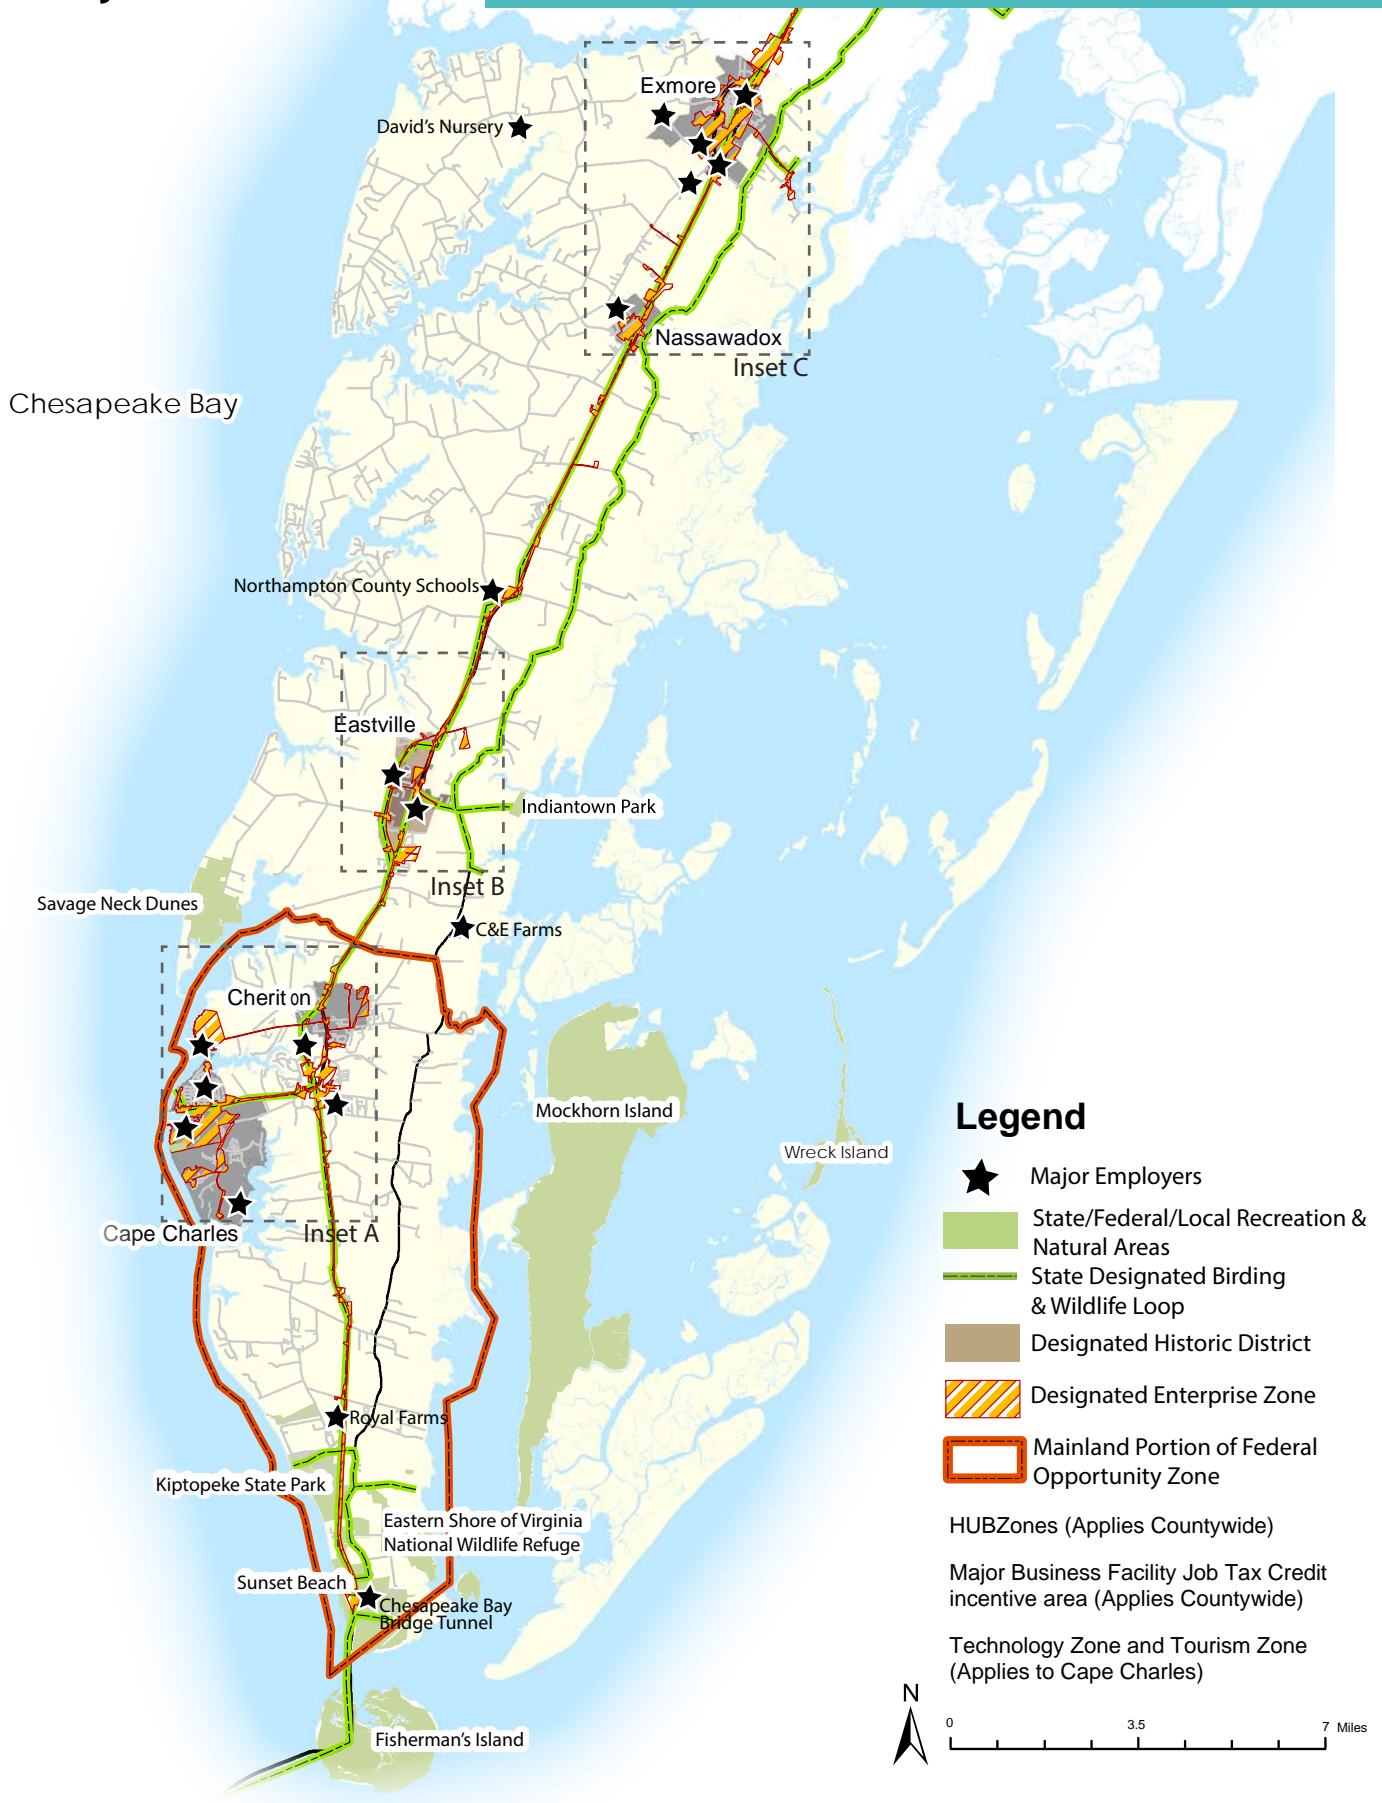 Exmore
David's Nursery
Nassawadox
Inset C
Chesapeake Bay
Northampton County Schools
Eastville
Indiantown Park
Inset B
Savage Neck Dunes
C&E Farms
Cheriton
Mockhorn Island
Wreck Island
Cape Charles
Inset A
Royal Farms
Kiptopeke State Park
Eastern Shore of Virginia
National Wildlife Refuge
Sunset Beach
Chesapeake Bay
Bridge Tunnel
Fisherman's Island
Legend
Major Employers
State/Federal/Local Recreation &
Natural Areas
State Designated Birding
& Wildlife Loop
Designated Historic District
Designated Enterprise Zone
Mainland Portion of Federal
Opportunity Zone
HUBZones (Applies Countywide)
Major Business Facility Job Tax Credit
incentive area (Applies Countywide)
Technology Zone and Tourism Zone
(Applies to Cape Charles)
N
0 3.5 7 Miles